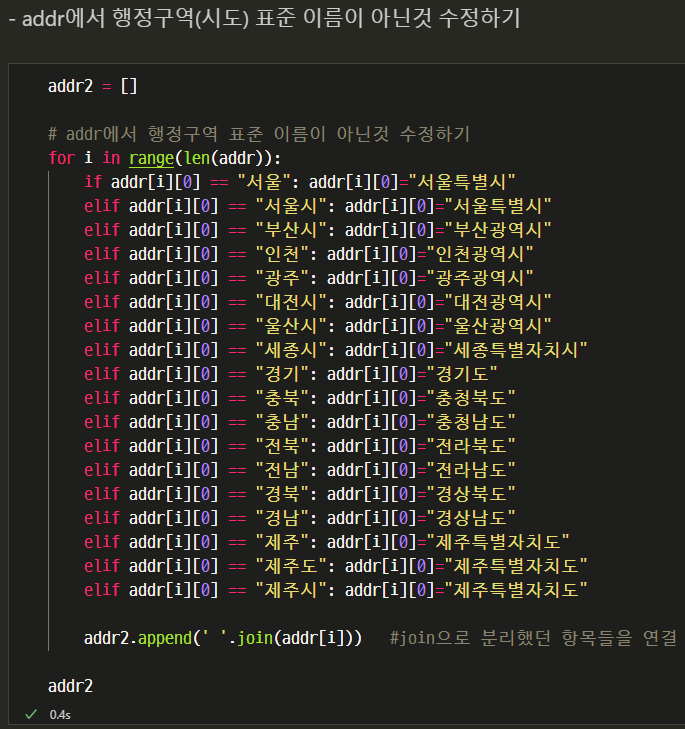 - addr에서 행정구역(시도) 표준 이름이 아닌것 수정하기
addr2 = []
# addr에서 행정구역 표준 이름이 아닌것 수정하기
for i in range(len(addr)):
    if addr[i][0] == "서울": addr[i][0]="서울특별시"
    elif addr[i][0] == "서울시": addr[i][0]="서울특별시"
    elif addr[i][0] == "부산시": addr[i][0]="부산광역시"
    elif addr[i][0] == "인천": addr[i][0]="인천광역시"
    elif addr[i][0] == "광주": addr[i][0]="광주광역시"
    elif addr[i][0] == "대전시": addr[i][0]="대전광역시"
    elif addr[i][0] == "울산시": addr[i][0]="울산광역시"
    elif addr[i][0] == "세종시": addr[i][0]="세종특별자치시"
    elif addr[i][0] == "경기": addr[i][0]="경기도"
    elif addr[i][0] == "충북": addr[i][0]="충청북도"
    elif addr[i][0] == "충남": addr[i][0]="충청남도"
    elif addr[i][0] == "전북": addr[i][0]="전라북도"
    elif addr[i][0] == "전남": addr[i][0]="전라남도"
    elif addr[i][0] == "경북": addr[i][0]="경상북도"
    elif addr[i][0] == "경남": addr[i][0]="경상남도"
    elif addr[i][0] == "제주": addr[i][0]="제주특별자치도"
    elif addr[i][0] == "제주도": addr[i][0]="제주특별자치도"
    elif addr[i][0] == "제주시": addr[i][0]="제주특별자치도"
    addr2.append(' '.join(addr[i]))   #join으로 분리했던 항목들을 연결
addr2
✓ 0.4s